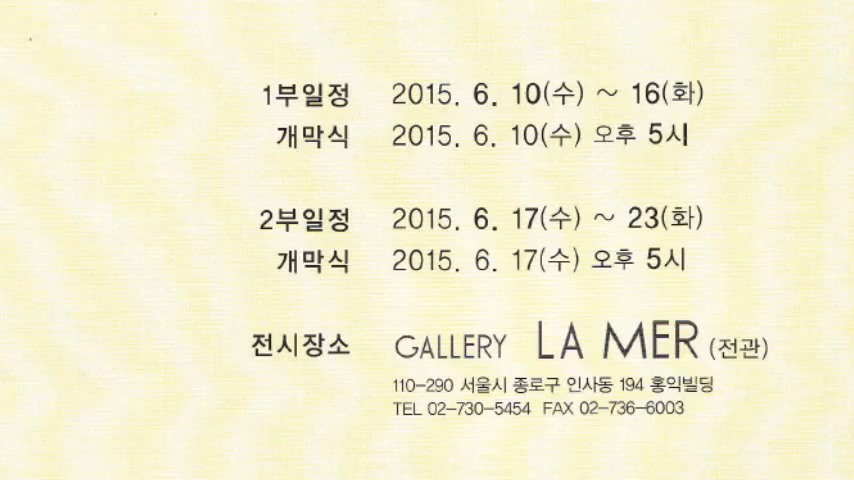 1부일정 2015. 6. 10(수) ~ 16(화)
개막식 2015. 6. 10(수) 오후 5시
2부일정 2015. 6. 17(수) ~ 23(화)
개막식 2015. 6. 17(수) 오후 5시
전시장소 GALLERY LA MER (전관)
110-290 서울시 종로구 인사동 194 홍익빌딩
TEL 02-730-5454 FAX 02-736-6003